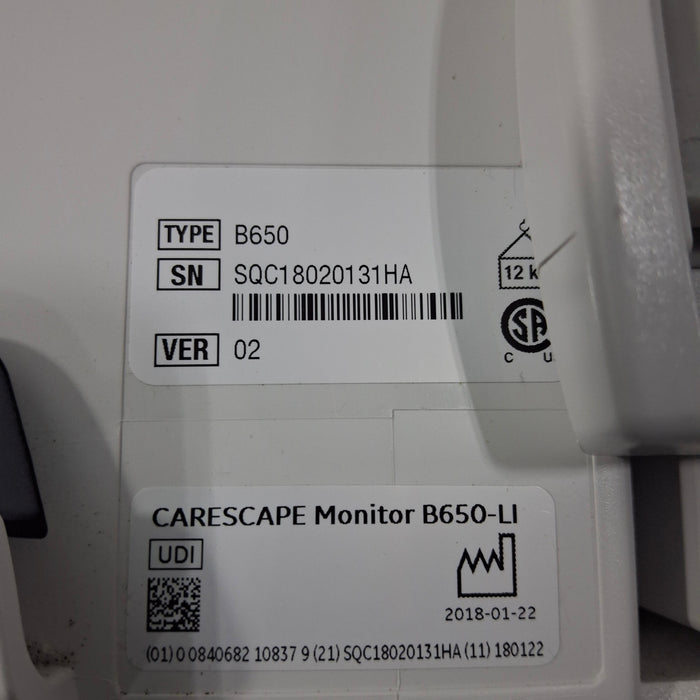 TYPE B650
SN SQC18020131HA
12 k
VER 02
SA
C U
CARESCAPE Monitor B650-LI
UDI
2018-01-22
(01) 0 0840682 10837 9 (21) SQC18020131HA (11) 180122